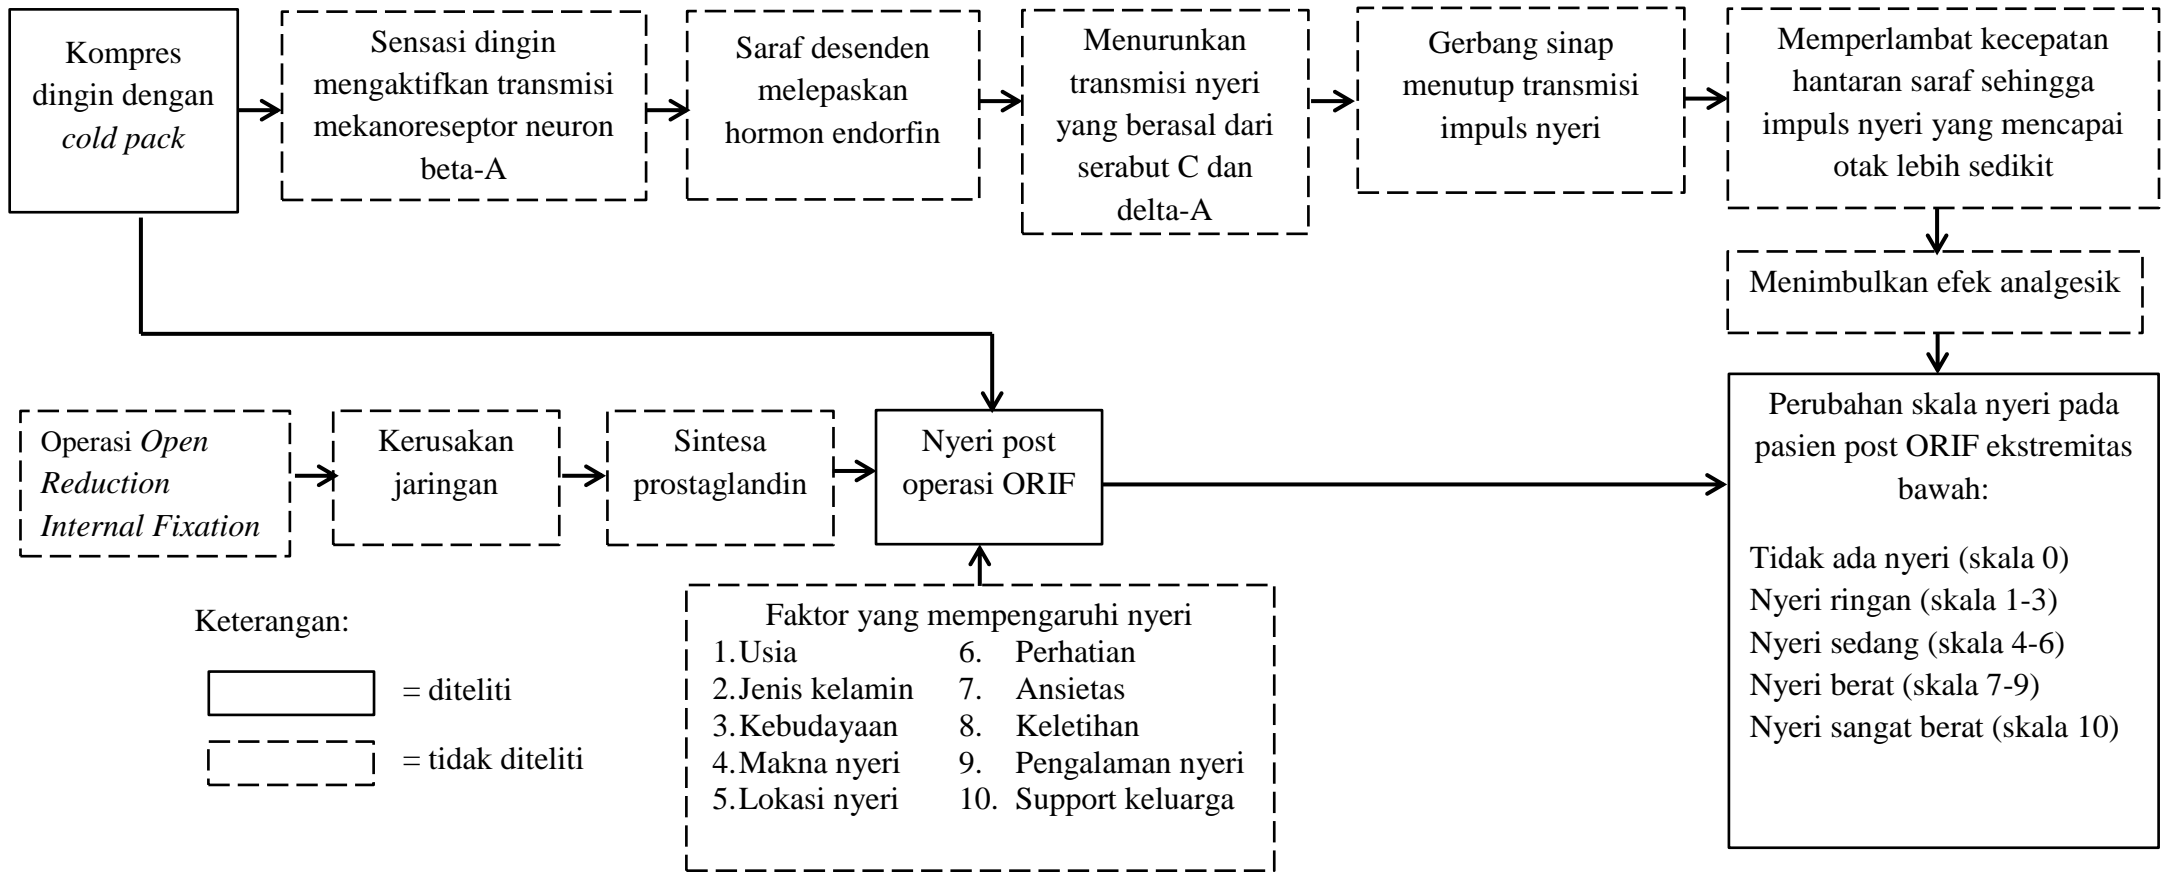 Kompres
dingin dengan
cold pack
Sensasi dingin
mengaktifkan transmisi
mekanoreseptor neuron
beta-A
Saraf desenden
melepaskan
hormon endorfin
Menurunkan
transmisi nyeri
yang berasal dari
serabut C dan
delta-A
Gerbang sinap
menutup transmisi
impuls nyeri
Memperlambat kecepatan
hantaran saraf sehingga
impuls nyeri yang mencapai
otak lebih sedikit
Menimbulkan efek analgesik
Operasi Open
Reduction
Internal Fixation
Kerusakan
jaringan
Sintesa
prostaglandin
Nyeri post
operasi ORIF
Perubahan skala nyeri pada
pasien post ORIF ekstremitas
bawah:
Tidak ada nyeri (skala 0)
Nyeri ringan (skala 1-3)
Nyeri sedang (skala 4-6)
Nyeri berat (skala 7-9)
Nyeri sangat berat (skala 10)
Faktor yang mempengaruhi nyeri
1. Usia
2. Jenis kelamin
3. Kebudayaan
4. Makna nyeri
5. Lokasi nyeri
6. Perhatian
7. Ansietas
8. Keletihan
9. Pengalaman nyeri
10. Support keluarga
Keterangan:
= diteliti
= tidak diteliti